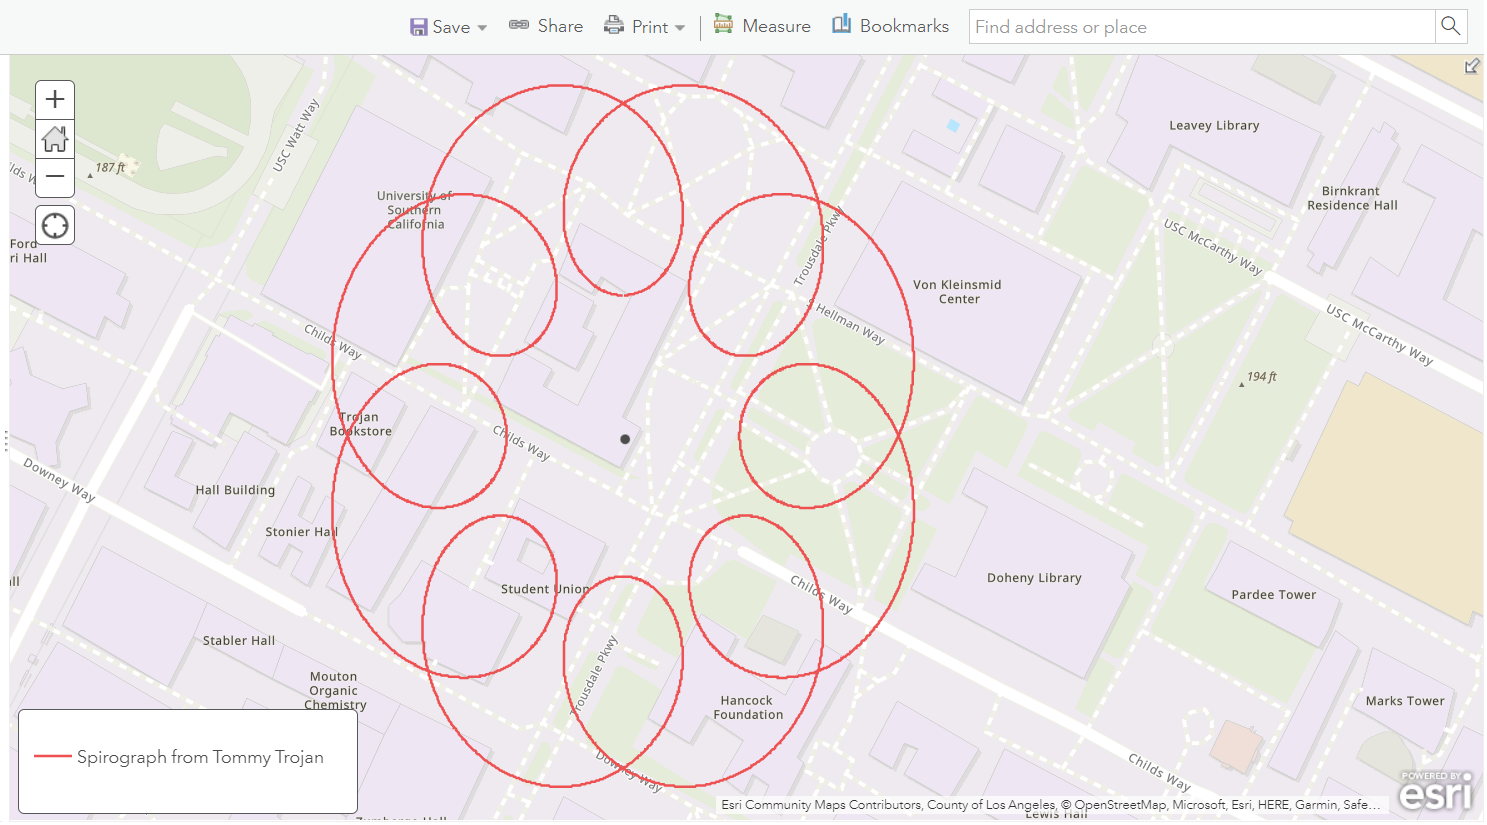 Save
Share
Print
Measure
Bookmarks
Find address or place
USC Watt Way
187 ft
Leavey Library
Birnkrant
Residence Hall
University of
Southern
California
Trousdale Pkwy
USC McCarthy Way
Ford
ri Hall
Von Kleinsmid
Center
Hellman Way
USC McCarthy Way
Childs Way
194 ft
Trojan
Bookstore
Childs Way
Downey Way
Hall Building
Stonier Hall
Student Union
Childs Way
Doheny Library
Pardee Tower
Stabler Hall
Trousdale Pkwy
Mouton
Organic
Chemistry
Hancock
Foundation
Marks Tower
Spirograph from Tommy Trojan
Downey Way
Childs Way
POWERED BY
esri
Esri Community Maps Contributors, County of Los Angeles, © OpenStreetMap, Microsoft, Esri, HERE, Garmin, Safe...